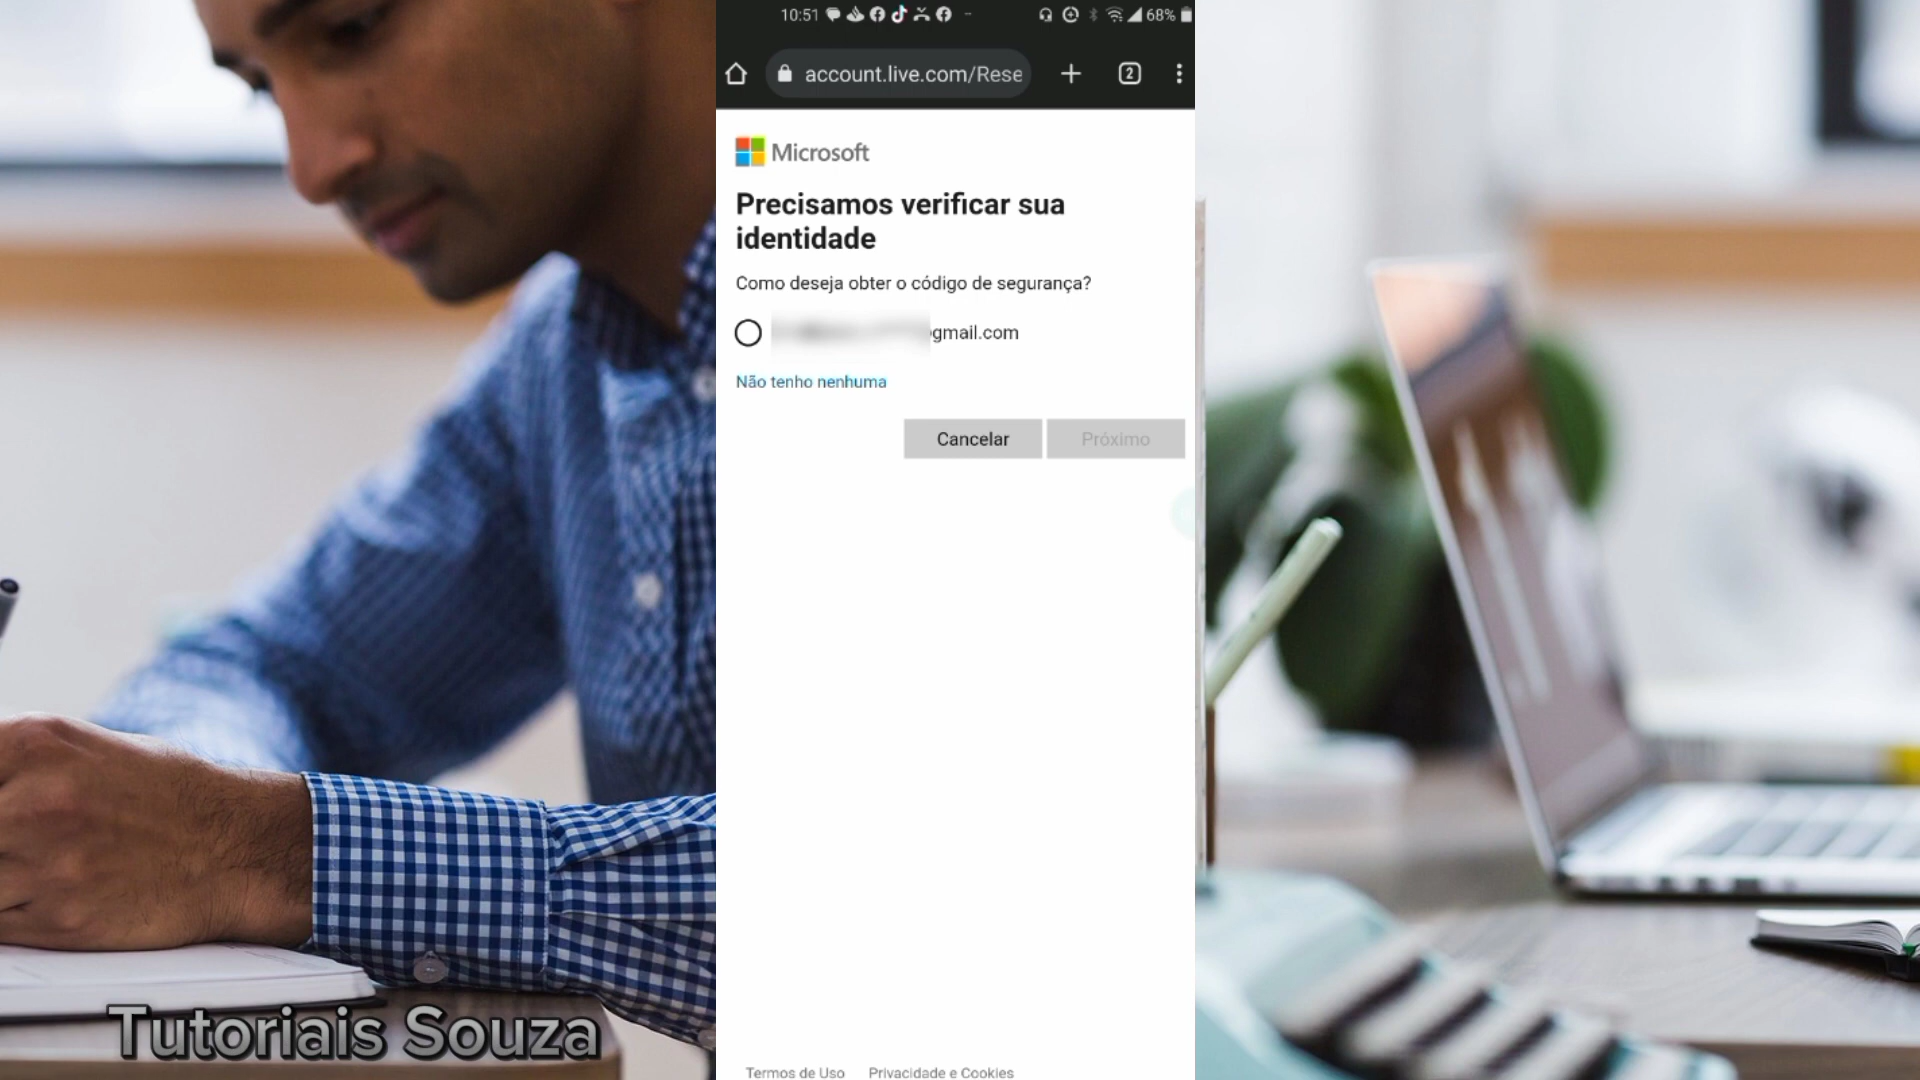 10:51
68%
account.live.com/Rese
2
Microsoft
Precisamos verificar sua
identidade
Como deseja obter o código de segurança?
gmail.com
Não tenho nenhuma
Cancelar
Próximo
Tutoriais Souza
Termos de Uso
Privacidade e Cookies